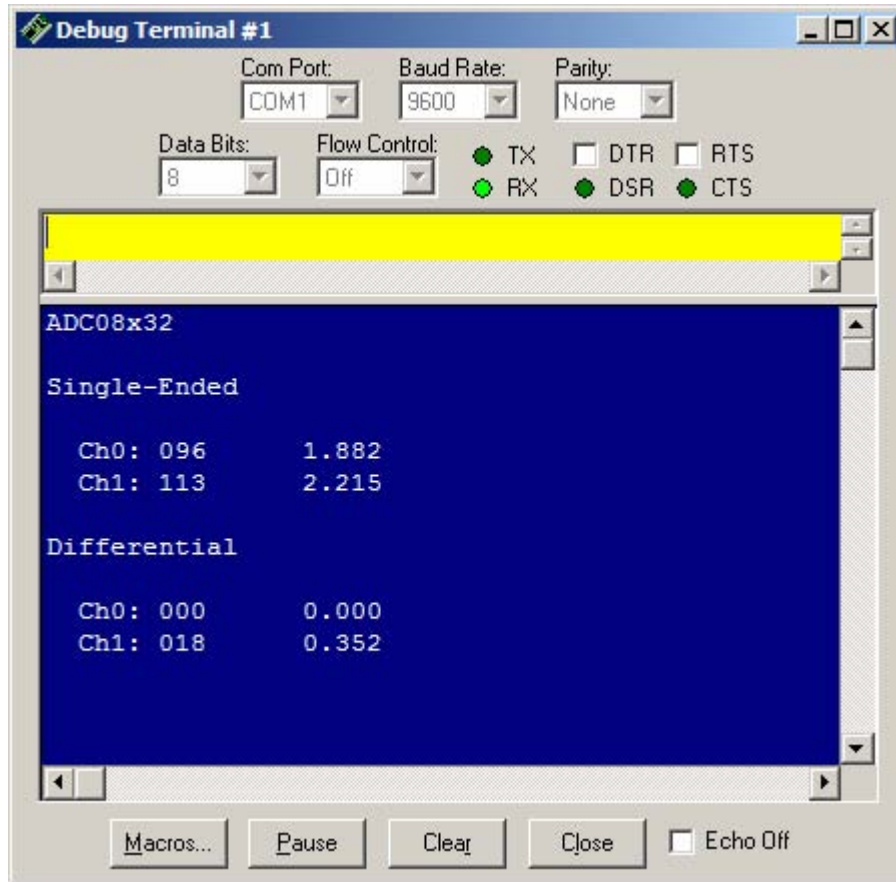 Debug Terminal #1
Com Port: Baud Rate: Parity:
COM1 9600 None
Data Bits: Flow Control: TX DTR RTS
8 Off RX DSR CTS
ADC08x32
Single-Ended
Ch0: 096 1.882
Ch1: 113 2.215
Differential
Ch0: 000 0.000
Ch1: 018 0.352
Macros... Pause Clear Close Echo Off